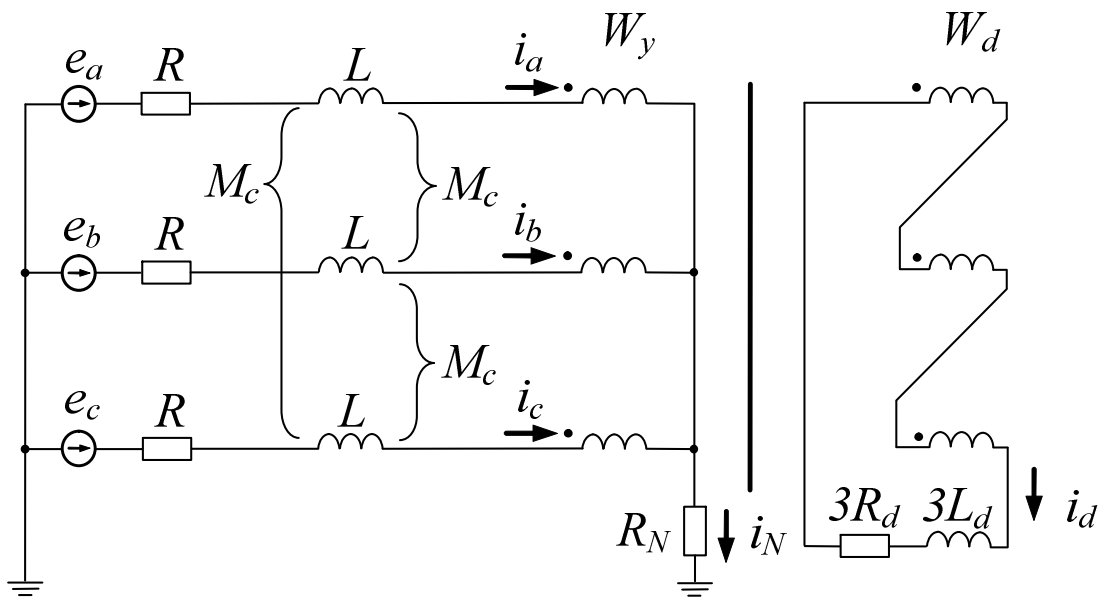 e_a R L i_a W_y W_d
M_c M_c
e_b R L i_b
M_c
e_c R L i_c
R_N i_N 3R_d 3L_d i_d